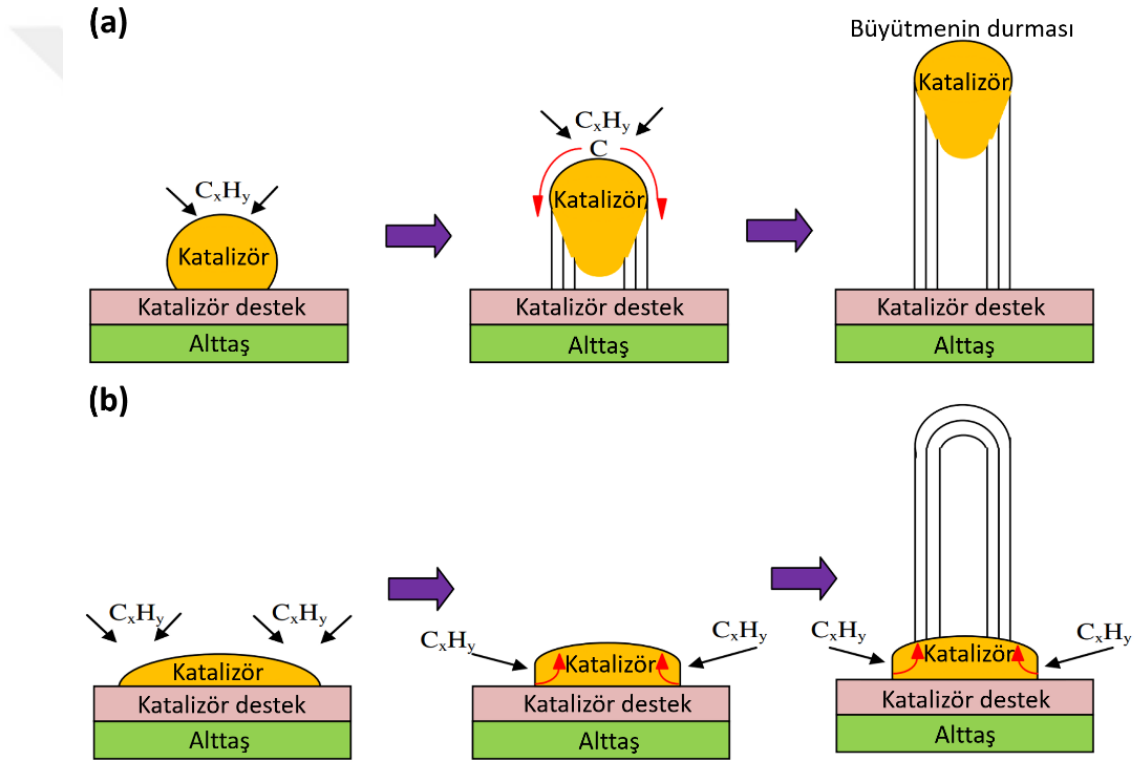 (a)
CxHy
Katalizör
Katalizör destek
Alttaş
CxHy
C
Katalizör
Katalizör destek
Alttaş
Büyütmenin durması
Katalizör
Katalizör destek
Alttaş
(b)
CxHy
CxHy
Katalizör
Katalizör destek
Alttaş
CxHy
CxHy
Katalizör
Katalizör destek
Alttaş
CxHy
CxHy
Katalizör
Katalizör destek
Alttaş